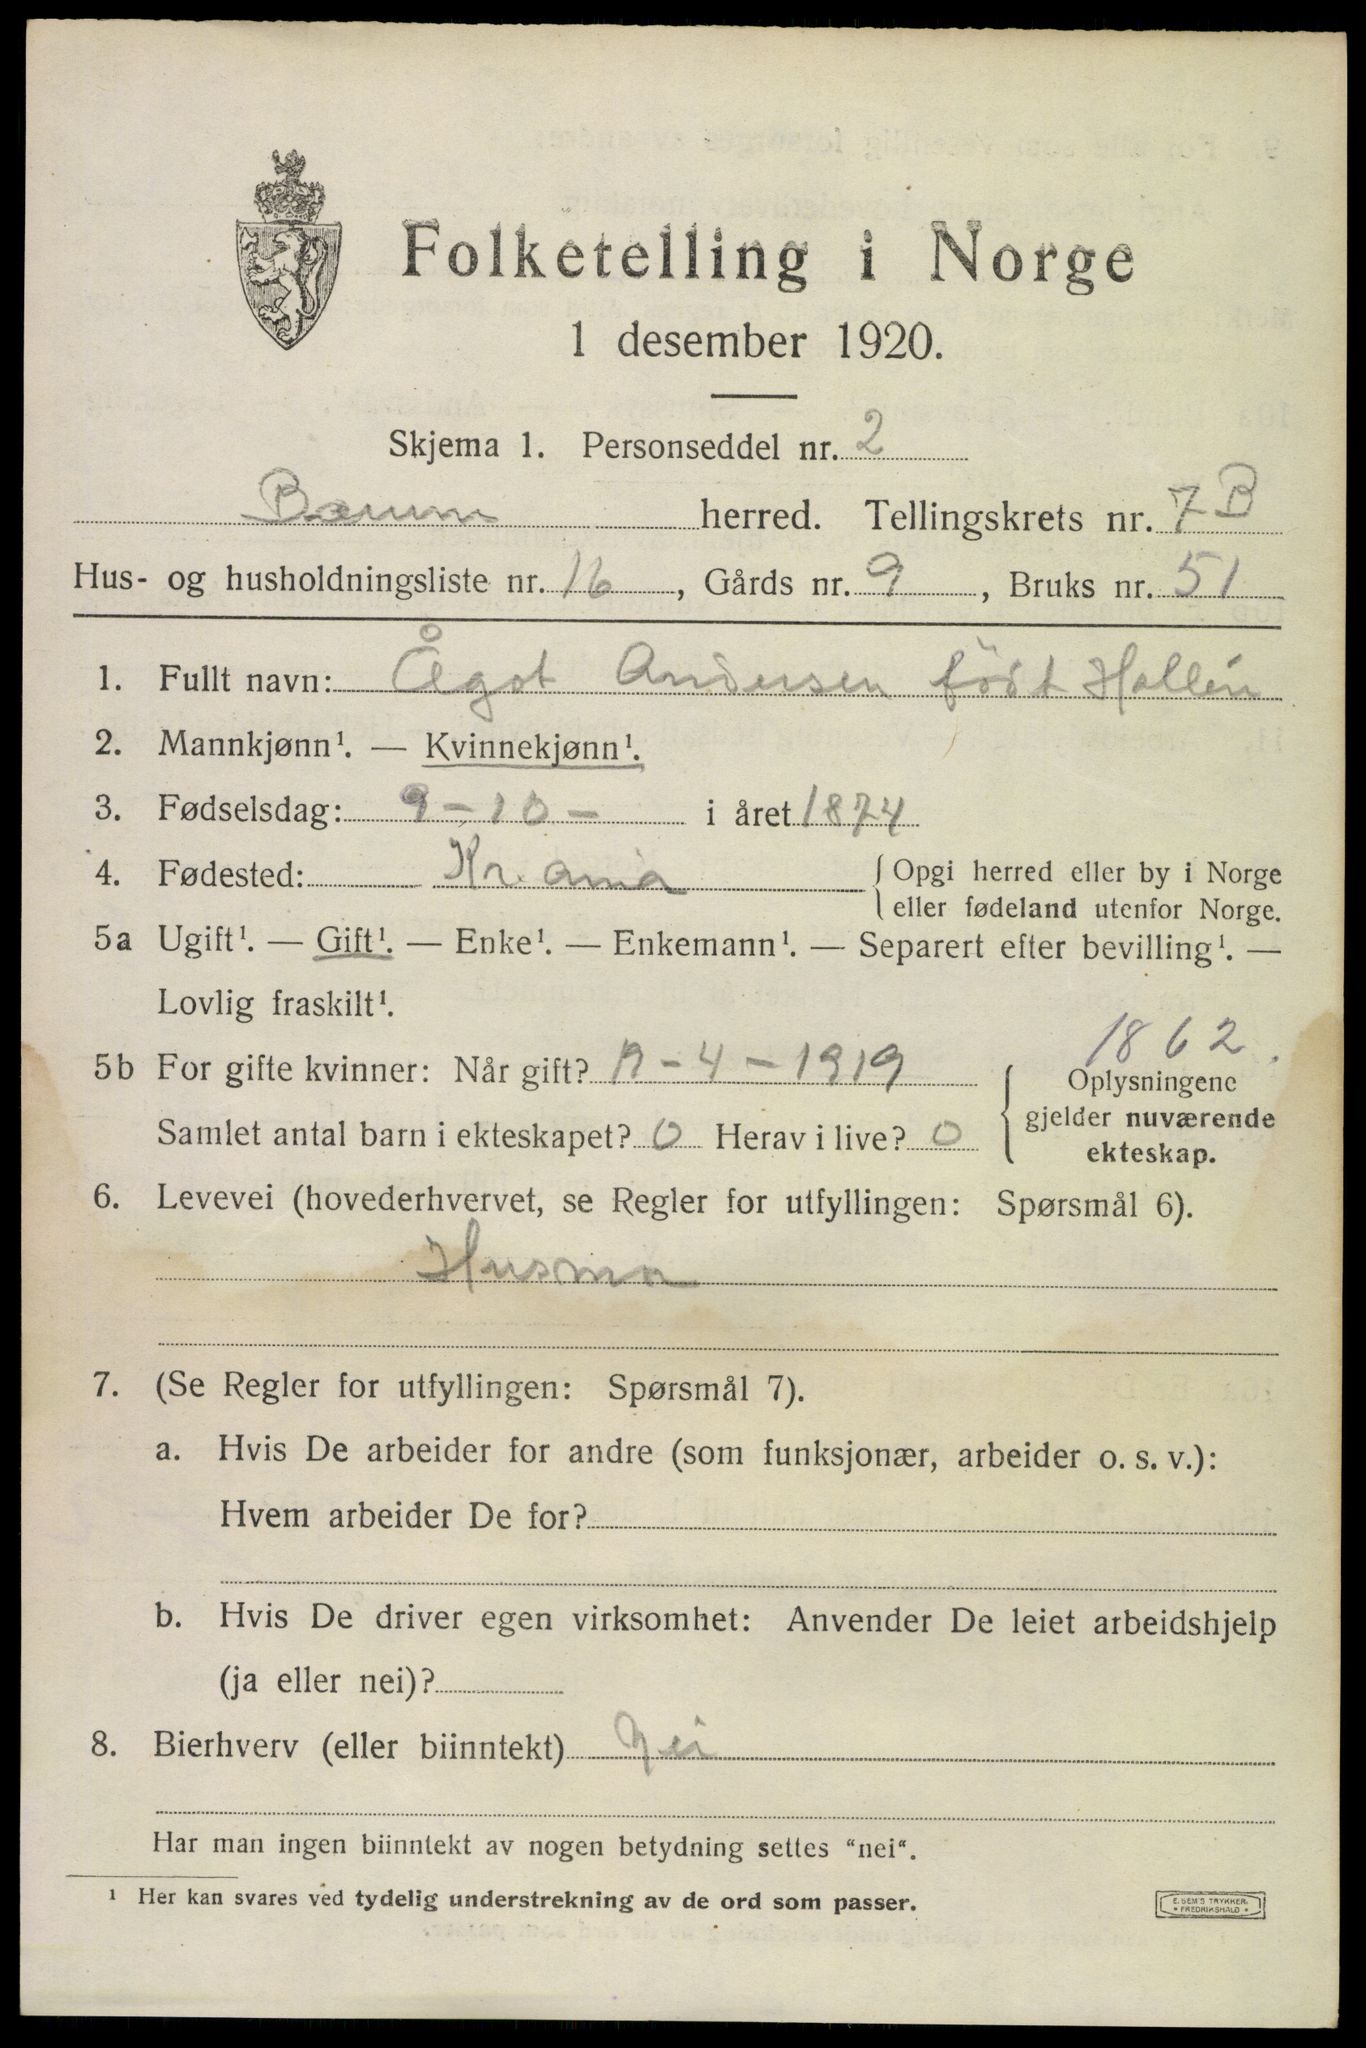 Folketelling i Norge
1 desember 1920.
Skjema 1. Personseddel nr. 2
Bærum herred. Tellingskrets nr. 7B
Hus- og husholdningsliste nr. 16, Gårds nr. 9, Bruks nr. 51
1. Fullt navn: Ågot Andersen född Hallén
2. Mannkjønn¹. — Kvinnekjønn¹.
3. Fødselsdag: 9-10- i året 1874
4. Fødested: Kr.ania { Opgi herred eller by i Norge
eller fødeland utenfor Norge.
5a Ugift¹. — Gift¹. — Enke¹. — Enkemann¹. — Separert efter bevilling¹. —
Lovlig fraskilt¹.
1862.
5b For gifte kvinner: Når gift? -4-1919
Samlet antal barn i ekteskapet? 0 Herav i live? 0
{ Oplysningene
gjelder nuværende
ekteskap.
6. Levevei (hovederhvervet, se Regler for utfyllingen: Spørsmål 6).
Husmor
7. (Se Regler for utfyllingen: Spørsmål 7).
a. Hvis De arbeider for andre (som funksjonær, arbeider o. s. v.):
Hvem arbeider De for?
b. Hvis De driver egen virksomhet: Anvender De leiet arbeidshjelp
(ja eller nei)?
8. Bierhverv (eller biinntekt) Nei
Har man ingen biinntekt av nogen betydning settes "nei".
¹ Her kan svares ved tydelig understrekning av de ord som passer.
E. SEM'S TRYKKERI
• FREDRIKSHALD •